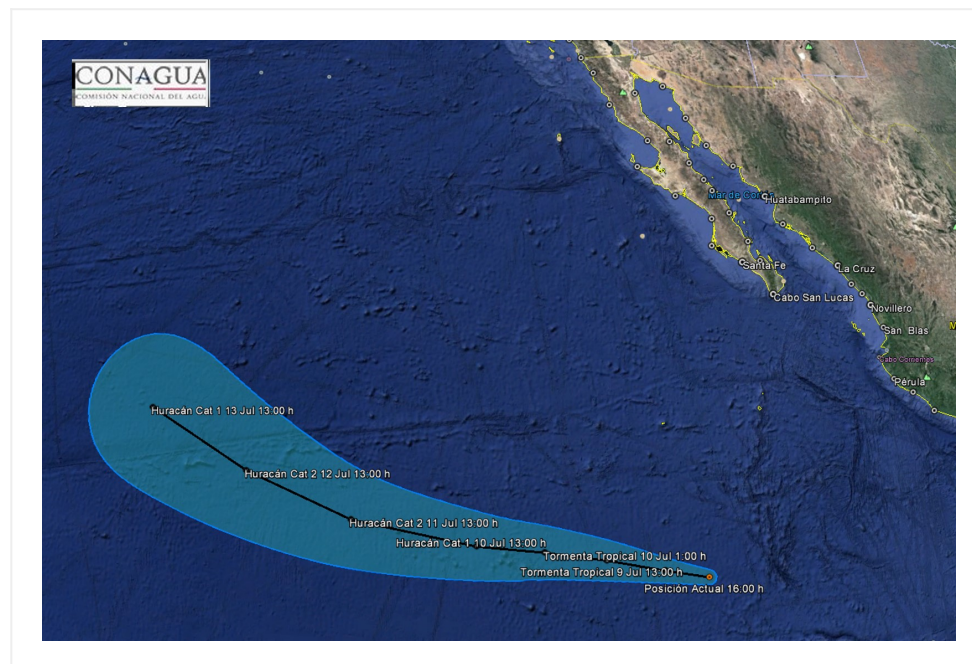 CONAGUA
COMISIÓN NACIONAL DEL AGUA
Mar de Cortés
Huatabampito
Santa Fe
La Cruz
Cabo San Lucas
Novillero
San Blas
Cabo Corrientes
Pérula
Huracán Cat 1 13 Jul 13:00 h
Huracán Cat 2 12 Jul 13:00 h
Huracán Cat 2 11 Jul 13:00 h
Huracán Cat 1 10 Jul 13:00 h
Tormenta Tropical 10 Jul 1:00 h
Tormenta Tropical 9 Jul 13:00 h
Posición Actual 16:00 h